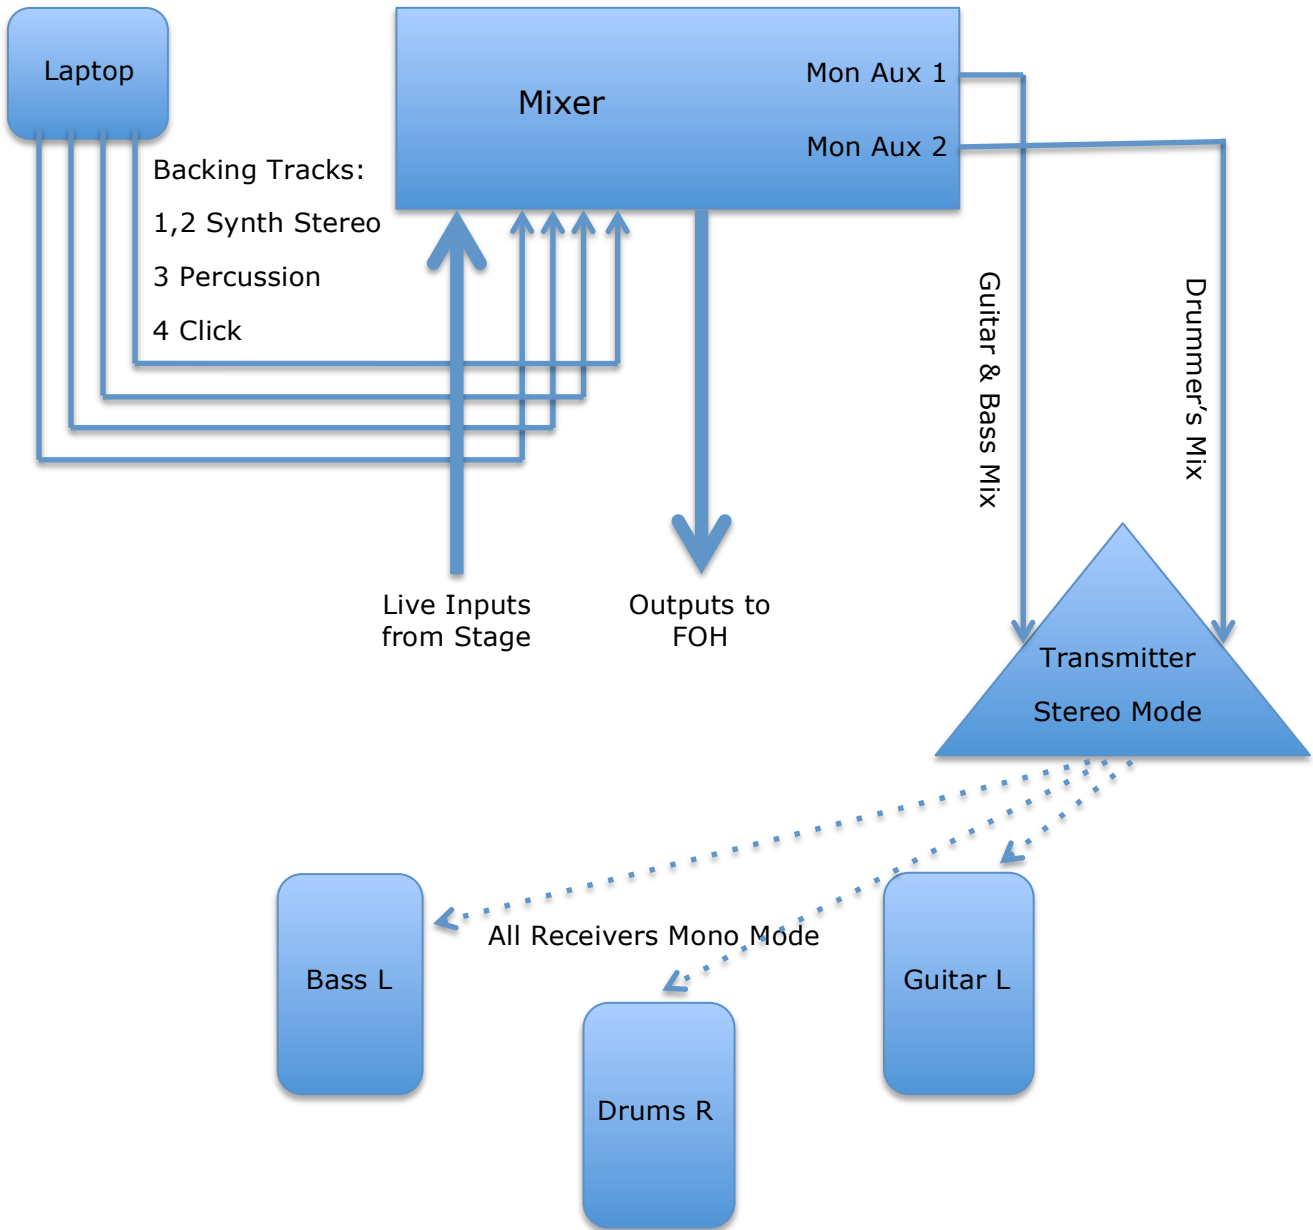 Laptop
Mixer
Mon Aux 1
Mon Aux 2
Backing Tracks:
1,2 Synth Stereo
3 Percussion
4 Click
Guitar & Bass Mix
Drummer’s Mix
Live Inputs
from Stage
Outputs to
FOH
Transmitter
Stereo Mode
All Receivers Mono Mode
Bass L
Drums R
Guitar L